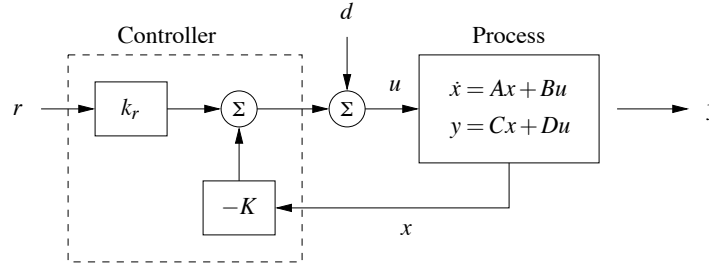 Controller
Process
d
r
k_r
Σ
Σ
u
ẋ = Ax + Bu
y = Cx + Du
−K
x